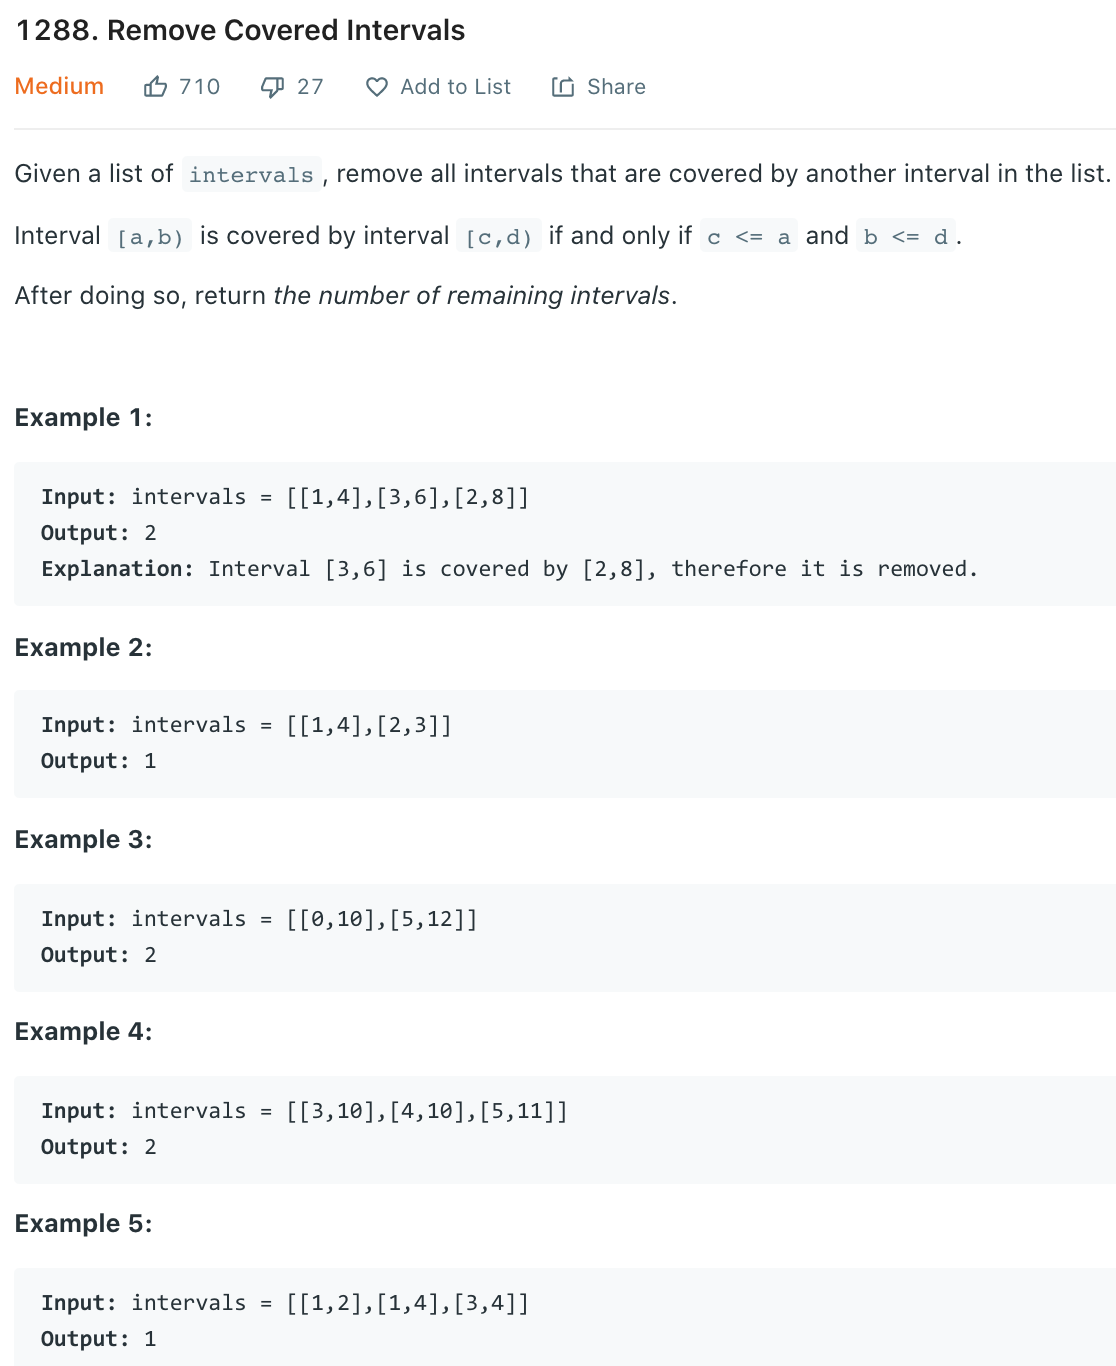 1288. Remove Covered Intervals
Medium 710 27 Add to List Share
Given a list of intervals , remove all intervals that are covered by another interval in the list.
Interval [a,b) is covered by interval [c,d) if and only if c <= a and b <= d .
After doing so, return the number of remaining intervals.
Example 1:
Input: intervals = [[1,4],[3,6],[2,8]]
Output: 2
Explanation: Interval [3,6] is covered by [2,8], therefore it is removed.
Example 2:
Input: intervals = [[1,4],[2,3]]
Output: 1
Example 3:
Input: intervals = [[0,10],[5,12]]
Output: 2
Example 4:
Input: intervals = [[3,10],[4,10],[5,11]]
Output: 2
Example 5:
Input: intervals = [[1,2],[1,4],[3,4]]
Output: 1